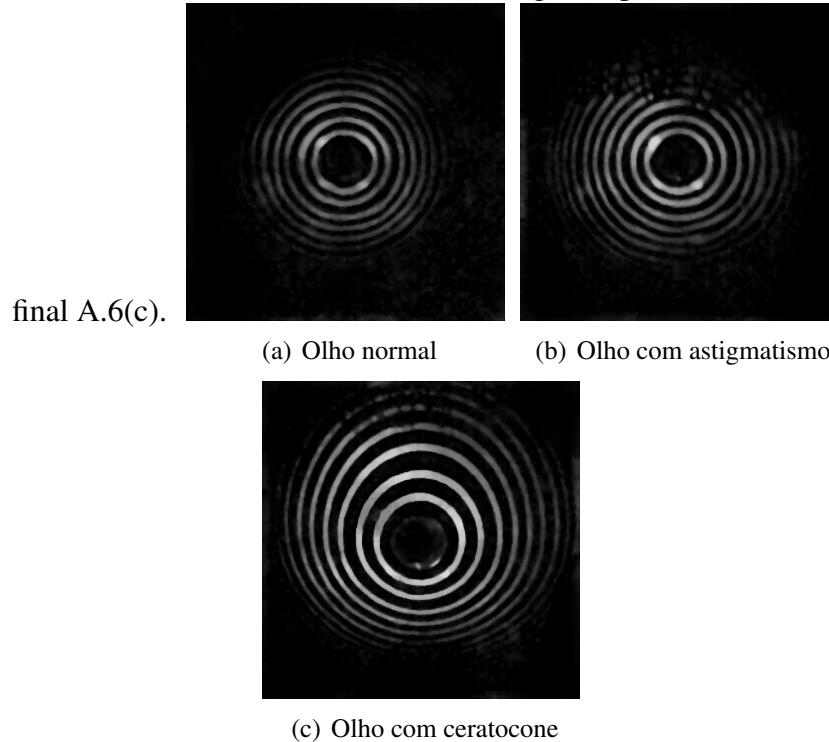 final A.6(c).
(a) Olho normal
(b) Olho com astigmatismo
(c) Olho com ceratocone